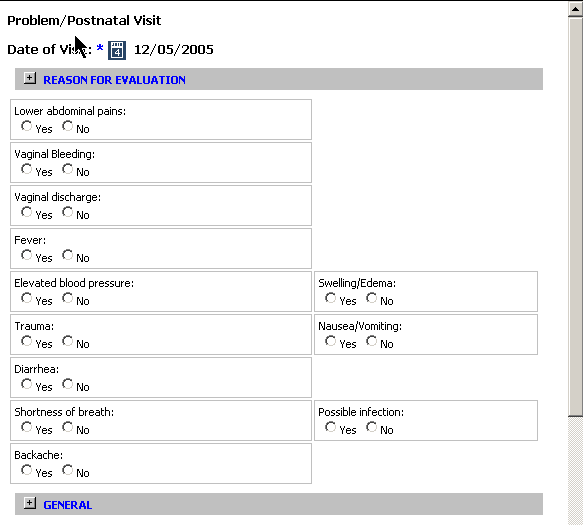 Problem/Postnatal Visit
Date of Visit: * 4 12/05/2005
+ REASON FOR EVALUATION
Lower abdominal pains:
Yes No
Vaginal Bleeding:
Yes No
Vaginal discharge:
Yes No
Fever:
Yes No
Elevated blood pressure: Swelling/Edema:
Yes No Yes No
Trauma: Nausea/Vomiting:
Yes No Yes No
Diarrhea:
Yes No
Shortness of breath: Possible infection:
Yes No Yes No
Backache:
Yes No
+ GENERAL